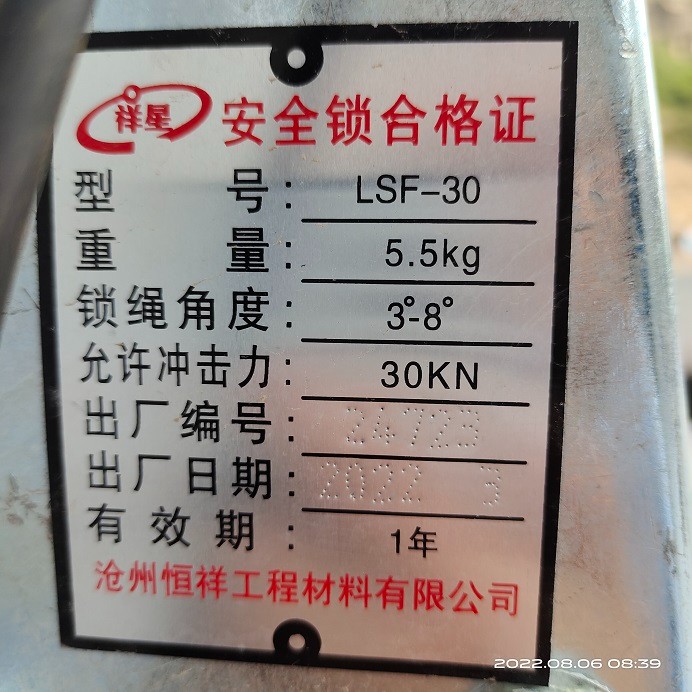 祥星 安全锁合格证
型号: LSF-30
重量: 5.5kg
锁绳角度: 3°-8°
允许冲击力: 30KN
出厂编号: 24723
出厂日期: 2022 3
有效期: 1年
沧州恒祥工程材料有限公司
2022.08.06 08:39